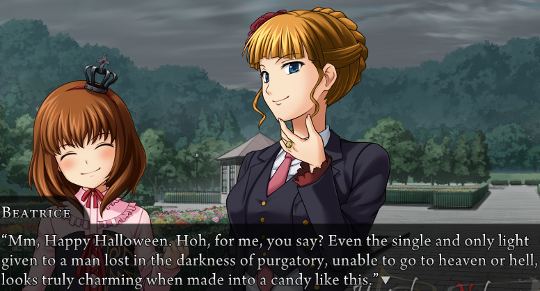 BEATRICE
“Mm, Happy Halloween. Hoh, for me, you say? Even the single and only light
given to a man lost in the darkness of purgatory, unable to go to heaven or hell,
looks truly charming when made into a candy like this.”